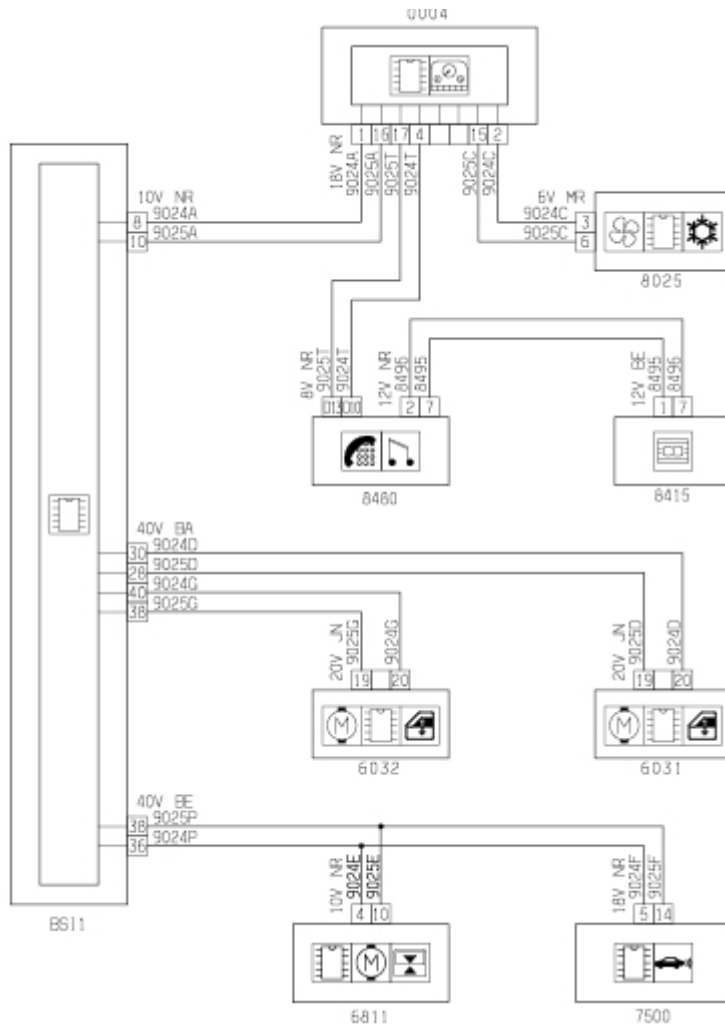 0004
1 16 17 4 15 2
18V NR
9024A
9025A
9025T
9024T
9025C
9024C
10V NR
8 9024A
10 9025A
6V MR
9024C 3
9025C 6
8025
8V NR
9025T
9024T
12V NR
8496
8495
12V BE
8495
8496
D13 D10 2 7
1 7
8480
8415
40V BA
30 9024D
28 9025D
40 9024G
38 9025G
20V JN
9025G
9024G
20V JN
9025D
9024D
19 20
19 20
M
M
6032
6031
40V BE
38 9025P
36 9024P
10V NR
9024E
9025E
18V NR
9024F
9025F
4 10
5 14
BSI1
M
6811
7500